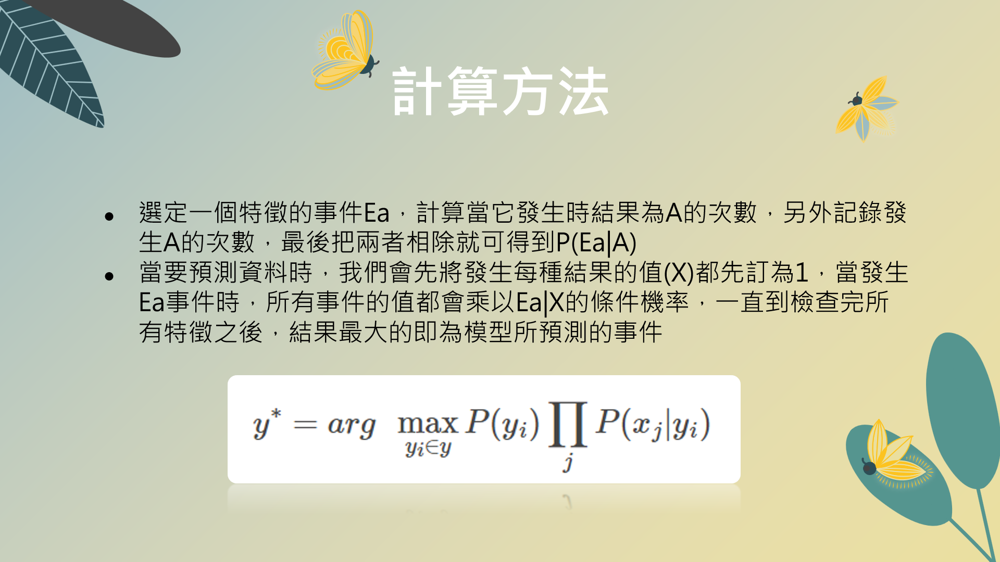 計算方法
● 選定一個特徵的事件Ea，計算當它發生時結果為A的次數，另外記錄發
生A的次數，最後把兩者相除就可得到P(Ea|A)
● 當要預測資料時，我們會先將發生每種結果的值(X)都先訂為1，當發生
Ea事件時，所有事件的值都會乘以Ea|X的條件機率，一直到檢查完所
有特徵之後，結果最大的即為模型所預測的事件
y* = arg max_{y_i∈y} P(y_i) ∏_j P(x_j|y_i)